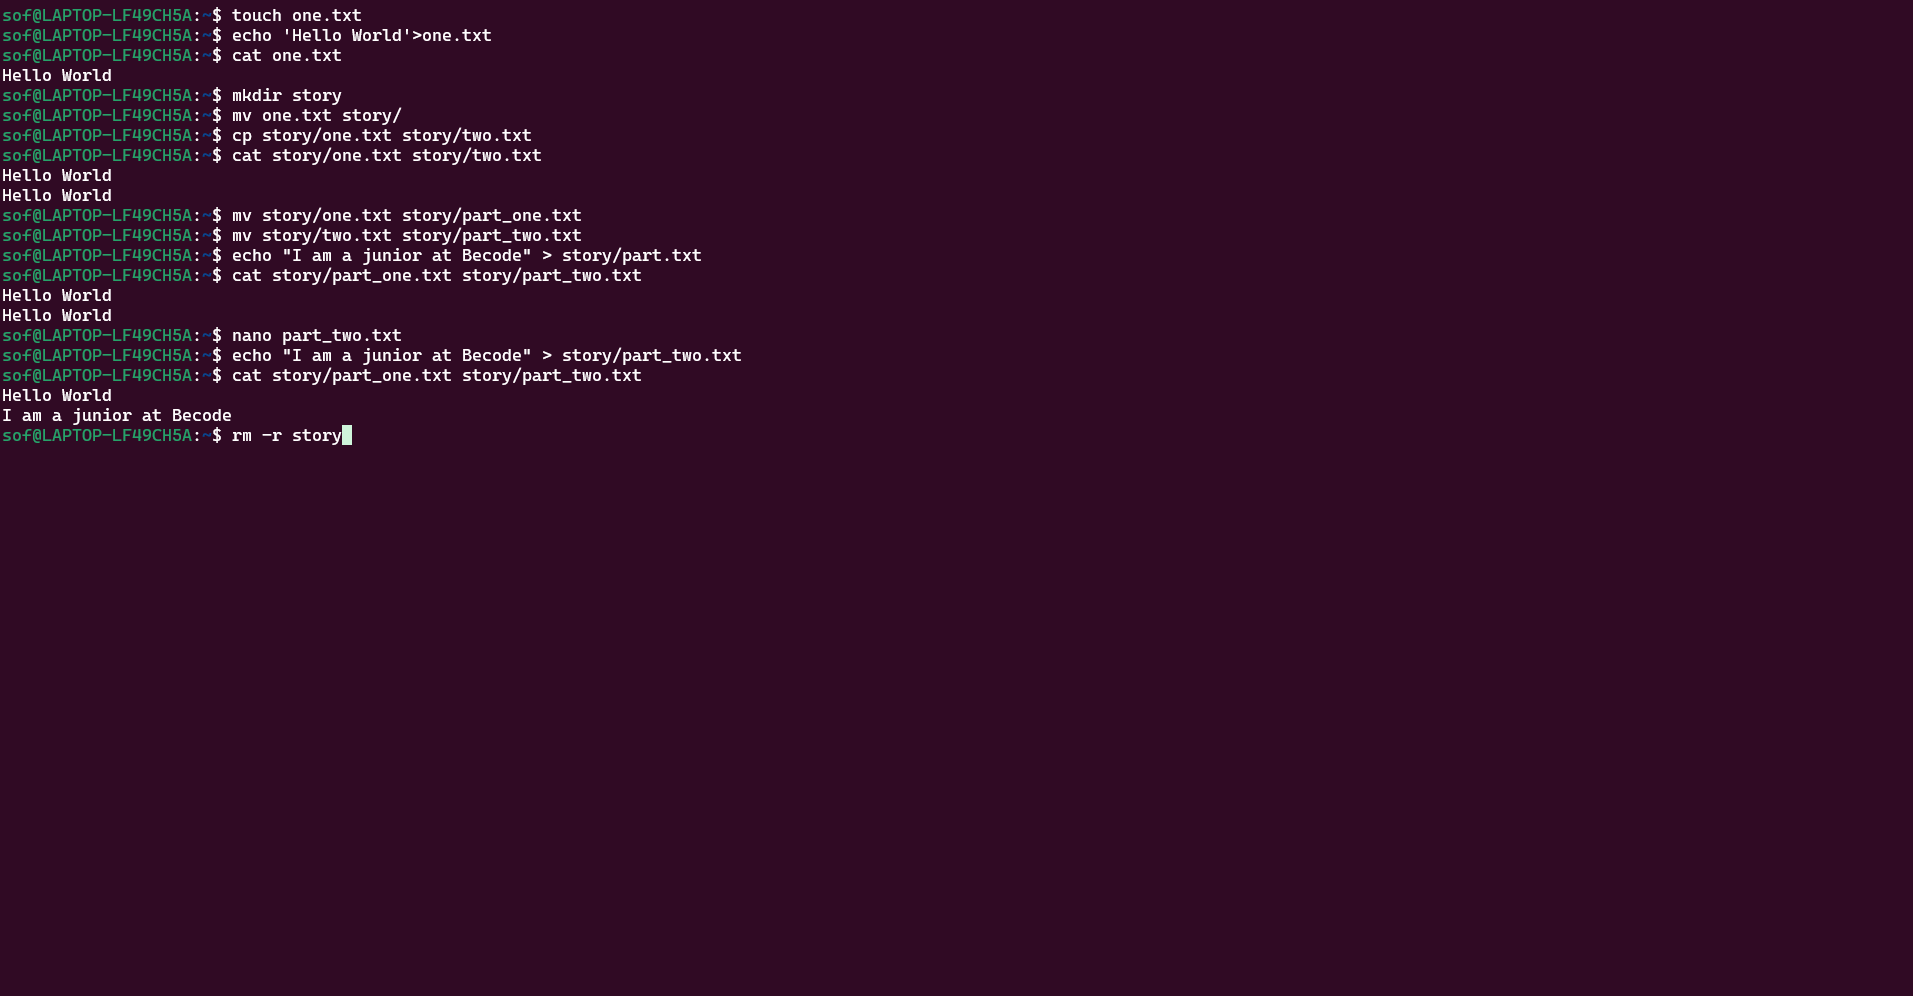 sof@LAPTOP-LF49CH5A:~$ touch one.txt
sof@LAPTOP-LF49CH5A:~$ echo 'Hello World'>one.txt
sof@LAPTOP-LF49CH5A:~$ cat one.txt
Hello World
sof@LAPTOP-LF49CH5A:~$ mkdir story
sof@LAPTOP-LF49CH5A:~$ mv one.txt story/
sof@LAPTOP-LF49CH5A:~$ cp story/one.txt story/two.txt
sof@LAPTOP-LF49CH5A:~$ cat story/one.txt story/two.txt
Hello World
Hello World
sof@LAPTOP-LF49CH5A:~$ mv story/one.txt story/part_one.txt
sof@LAPTOP-LF49CH5A:~$ mv story/two.txt story/part_two.txt
sof@LAPTOP-LF49CH5A:~$ echo "I am a junior at Becode" > story/part.txt
sof@LAPTOP-LF49CH5A:~$ cat story/part_one.txt story/part_two.txt
Hello World
Hello World
sof@LAPTOP-LF49CH5A:~$ nano part_two.txt
sof@LAPTOP-LF49CH5A:~$ echo "I am a junior at Becode" > story/part_two.txt
sof@LAPTOP-LF49CH5A:~$ cat story/part_one.txt story/part_two.txt
Hello World
I am a junior at Becode
sof@LAPTOP-LF49CH5A:~$ rm -r story